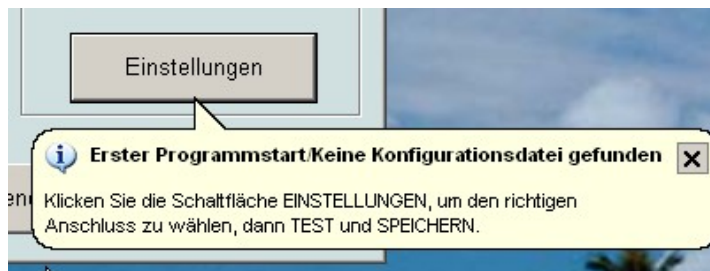 Einstellungen
Erster Programmstart/Keine Konfigurationsdatei gefunden
Klicken Sie die Schaltfläche EINSTELLUNGEN, um den richtigen
Anschluss zu wählen, dann TEST und SPEICHERN.